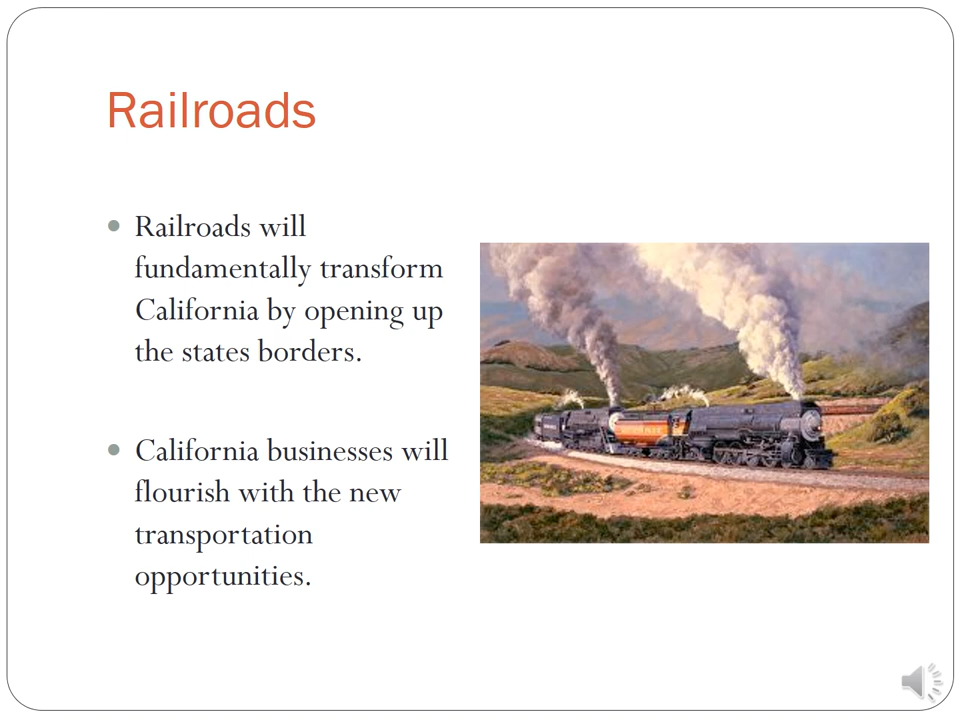 Railroads
Railroads will
fundamentally transform
California by opening up
the states borders.
California businesses will
flourish with the new
transportation
opportunities.